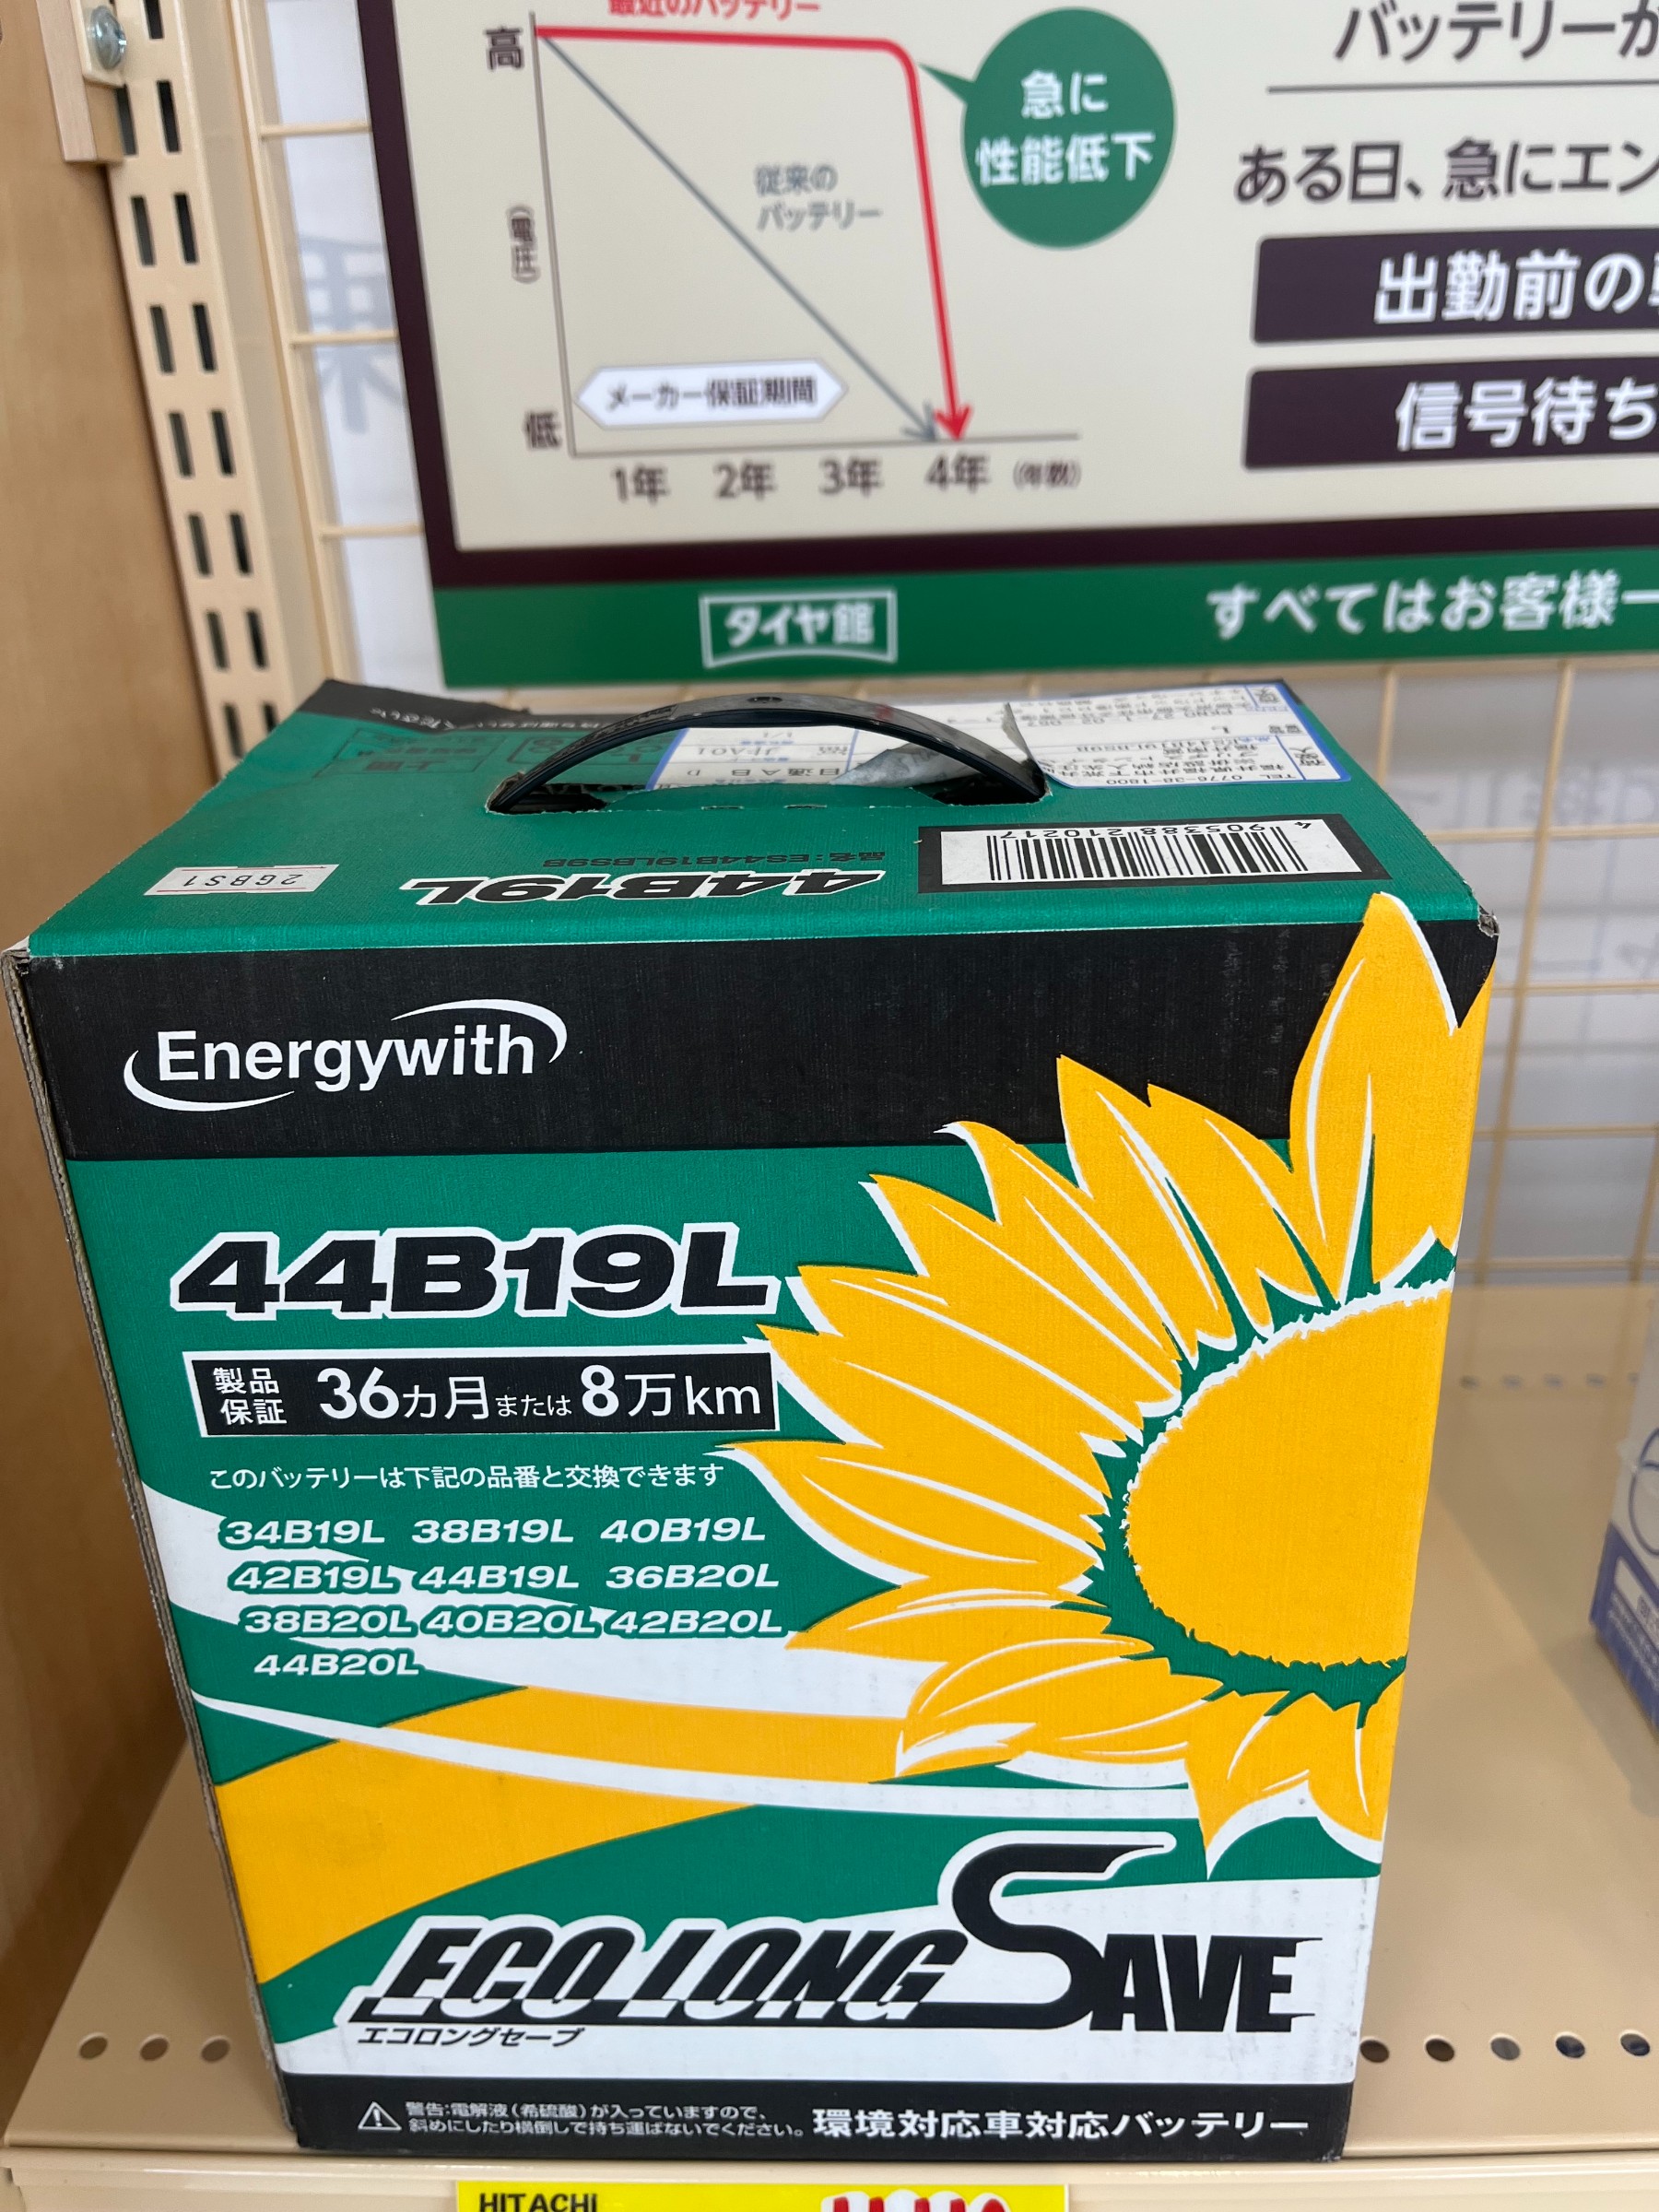 最近のバッテリー
高
(電圧)
低
従来の
バッテリー
急に
性能低下
メーカー保証期間
1年 2年 3年 4年 (年数)
バッテリーが
ある日、急にエン
出勤前の
信号待ち
タイヤ館
すべてはお客様一
4 905388 210217
品名:ES44B19LBS9B
44B19L
2GBS1
Energywith
44B19L
製品
保証
36カ月または8万km
このバッテリーは下記の品番と交換できます
34B19L 38B19L 40B19L
42B19L 44B19L 36B20L
38B20L 40B20L 42B20L
44B20L
ECO LONG SAVE
エコロングセーブ
警告:電解液(希硫酸)が入っていますので、
斜めにしたり横倒しで持ち運ばないでください。
環境対応車対応バッテリー
HITACHI